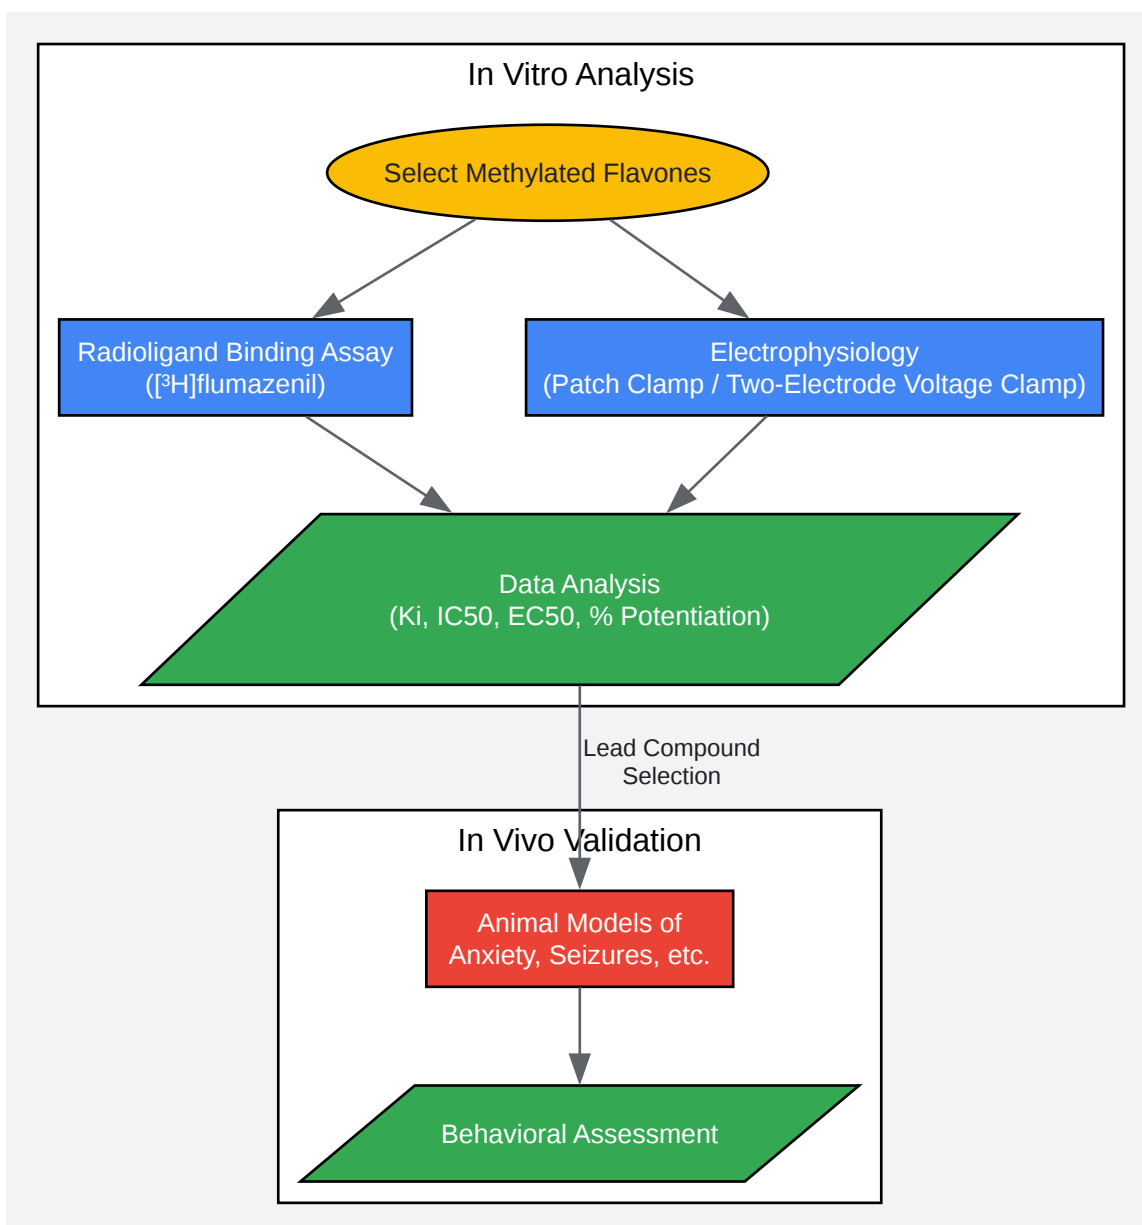 In Vitro Analysis
Select Methylated Flavones
Radioligand Binding Assay
([³H]flumazenil)
Electrophysiology
(Patch Clamp / Two-Electrode Voltage Clamp)
Data Analysis
(Ki, IC50, EC50, % Potentiation)
Lead Compound
Selection
In Vivo Validation
Animal Models of
Anxiety, Seizures, etc.
Behavioral Assessment